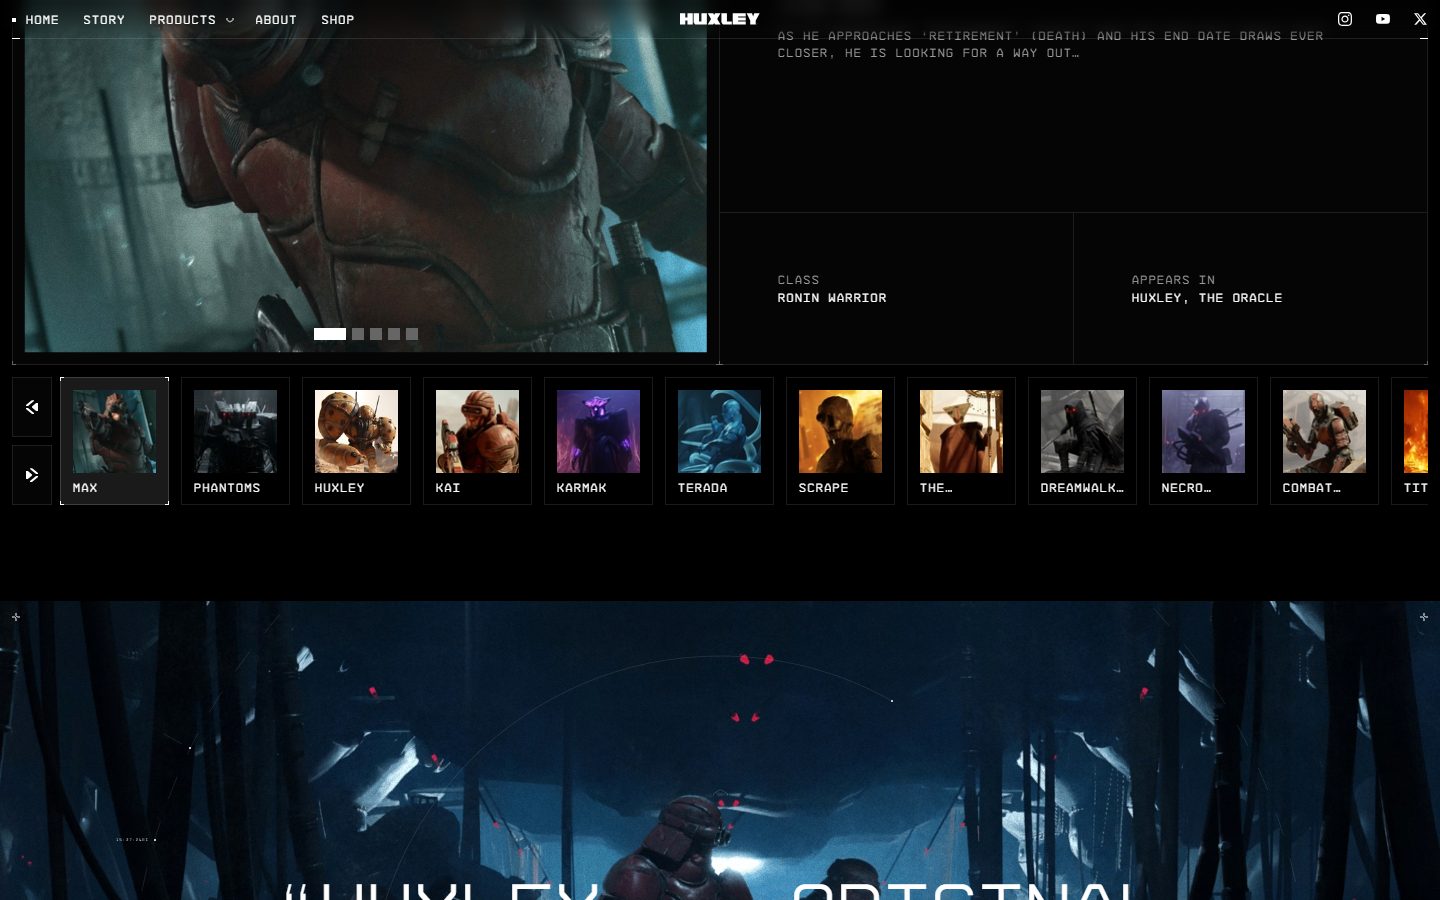 HOME STORY PRODUCTS ABOUT SHOP HUXLEY
AS HE APPROACHES 'RETIREMENT' (DEATH) AND HIS END DATE DRAWS EVER
CLOSER, HE IS LOOKING FOR A WAY OUT…
CLASS
RONIN WARRIOR
APPEARS IN
HUXLEY, THE ORACLE
MAX
PHANTOMS
HUXLEY
KAI
KARMAK
TERADA
SCRAPE
THE…
DREAMWALK…
NECRO…
COMBAT…
TIT
"HUXLEY ORIGINAL